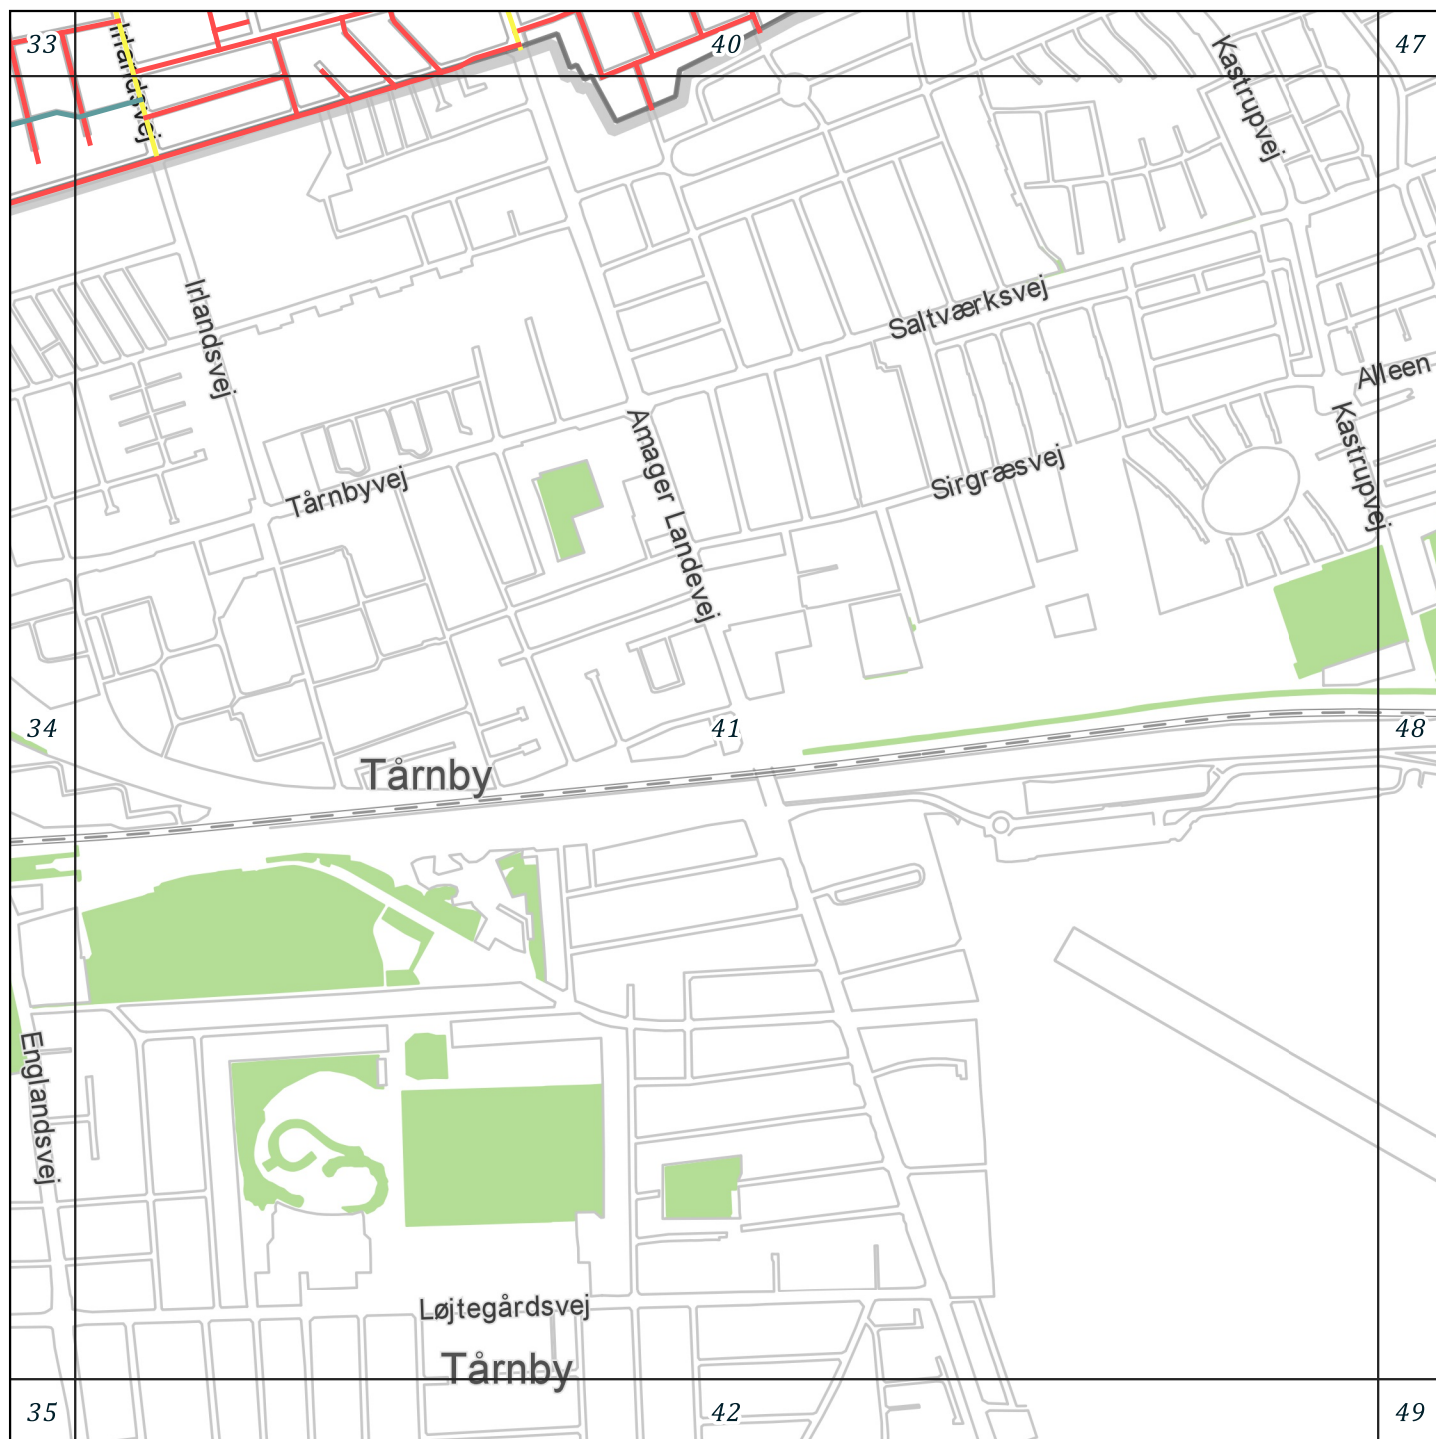 33
40
47
Irlandsvej
Kastrupvej
Irlandsvej
Saltværksvej
Alleen
Kastrupvej
Amager Landevej
Tårnbyvej
Sirgræsvej
34
41
48
Tårnby
Englandsvej
Løjtegårdsvej
Tårnby
35
42
49